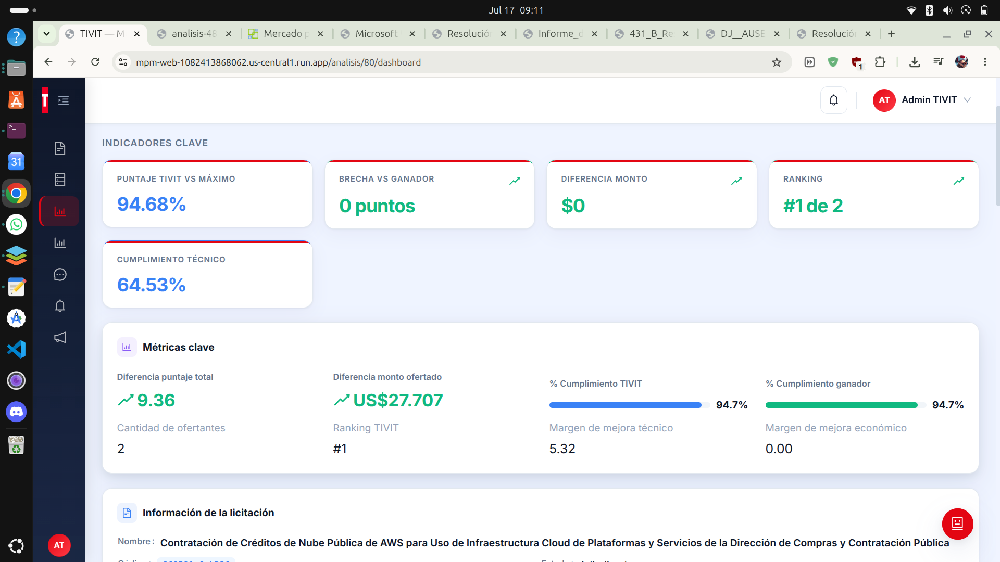 Jul 17 09:11
TIVIT — M
analisis-48
Mercado p
Microsoft
Resolución
Informe_d
431_B_Re
DJ__AUSE
Resolución
mpm-web-1082413868062.us-central1.run.app/analisis/80/dashboard
1
T
31
AT
Admin TIVIT
INDICADORES CLAVE
PUNTAJE TIVIT VS MÁXIMO
94.68%
BRECHA VS GANADOR
0 puntos
DIFERENCIA MONTO
$0
RANKING
#1 de 2
CUMPLIMIENTO TÉCNICO
64.53%
Métricas clave
Diferencia puntaje total
9.36
Diferencia monto ofertado
US$27.707
% Cumplimiento TIVIT
94.7%
% Cumplimiento ganador
94.7%
Cantidad de ofertantes
2
Ranking TIVIT
#1
Margen de mejora técnico
5.32
Margen de mejora económico
0.00
Información de la licitación
Nombre: Contratación de Créditos de Nube Pública de AWS para Uso de Infraestructura Cloud de Plataformas y Servicios de la Dirección de Compras y Contratación Pública
AT